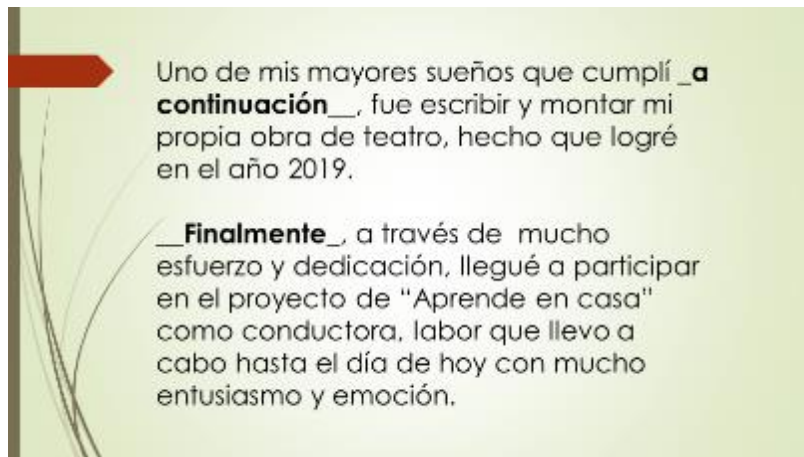 Uno de mis mayores sueños que cumplí _a
continuación__, fue escribir y montar mi
propia obra de teatro, hecho que logré
en el año 2019.
__Finalmente_, a través de  mucho
esfuerzo y dedicación, llegué a participar
en el proyecto de “Aprende en casa”
como conductora, labor que llevo a
cabo hasta el día de hoy con mucho
entusiasmo y emoción.